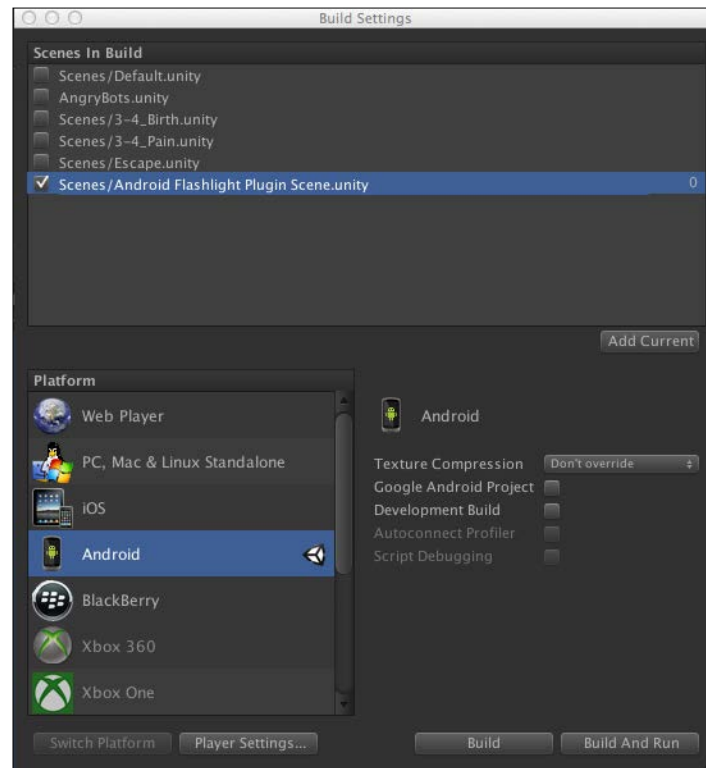 Build Settings
Scenes In Build
Scenes/Default.unity
AngryBots.unity
Scenes/3-4_Birth.unity
Scenes/3-4_Pain.unity
Scenes/Escape.unity
Scenes/Android Flashlight Plugin Scene.unity 0
Add Current
Platform
Web Player
PC, Mac & Linux Standalone
iOS
Android
BlackBerry
Xbox 360
Xbox One
Android
Texture Compression Don't override
Google Android Project
Development Build
Autoconnect Profiler
Script Debugging
Switch Platform Player Settings... Build Build And Run